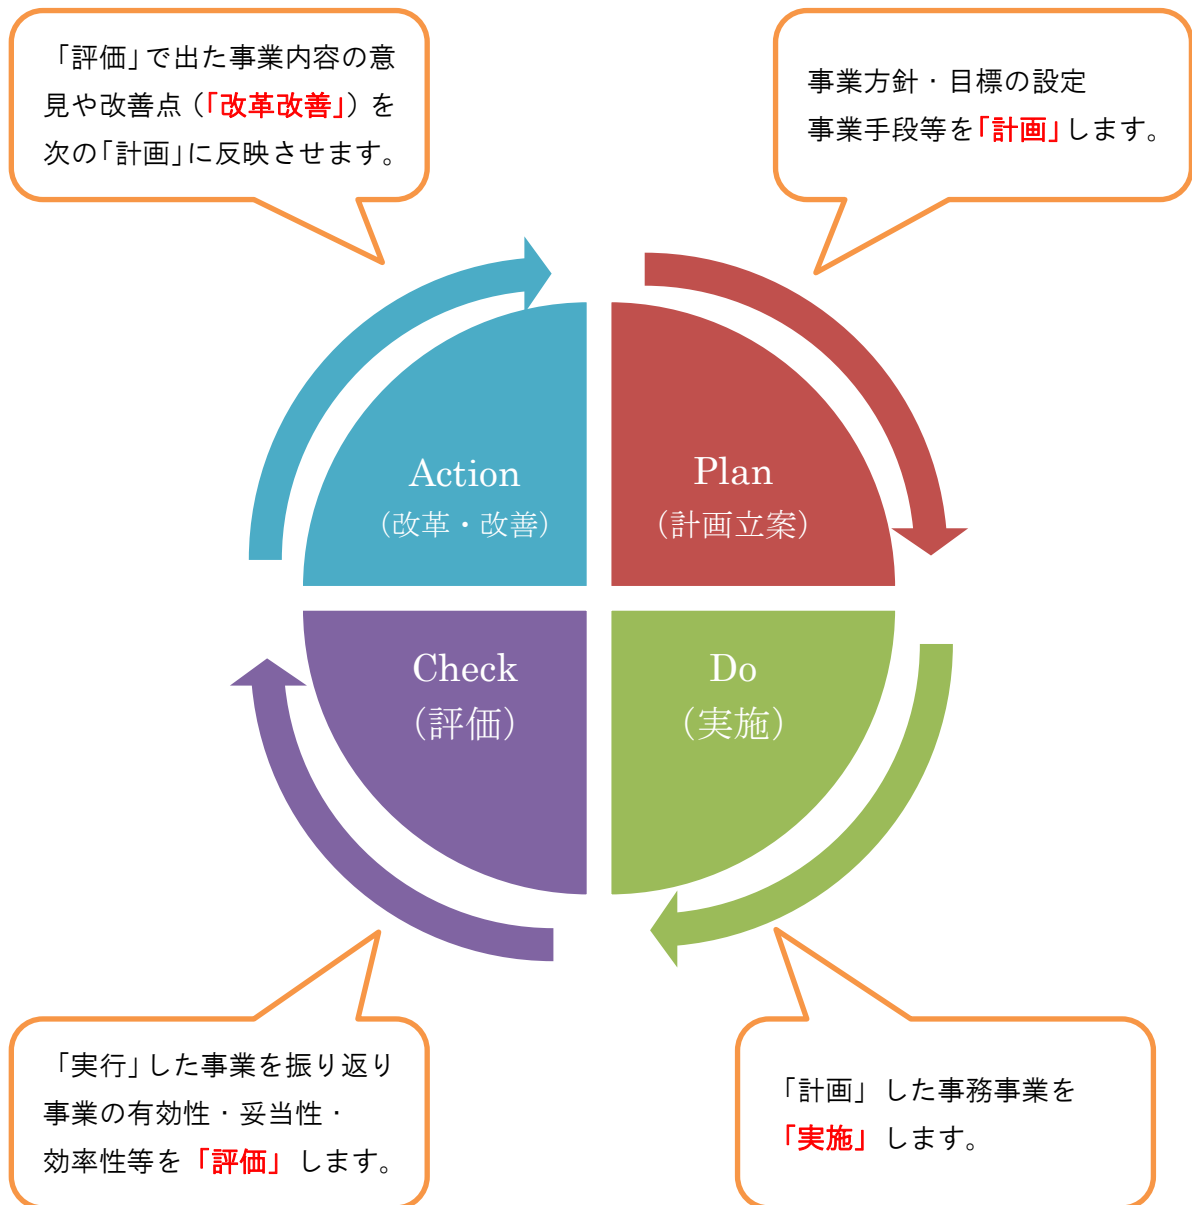 「評価」で出た事業内容の意
見や改善点（「改革改善」）を
次の「計画」に反映させます。
事業方針・目標の設定
事業手段等を「計画」します。
Action
（改革・改善）
Plan
（計画立案）
Check
（評価）
Do
（実施）
「実行」した事業を振り返り
事業の有効性・妥当性・
効率性等を「評価」します。
「計画」した事務事業を
「実施」します。